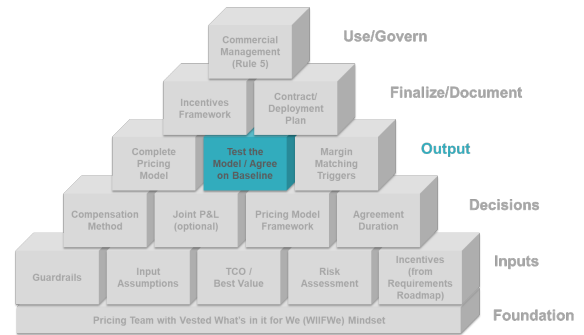 Commercial
Management
(Rule 5)
Use/Govern
Incentives
Framework
Contract/
Deployment
Plan
Finalize/Document
Complete
Pricing
Model
Test the
Model / Agree
on Baseline
Margin
Matching
Triggers
Output
Compensation
Method
Joint P&L
(optional)
Pricing Model
Framework
Agreement
Duration
Decisions
Guardrails
Input
Assumptions
TCO /
Best Value
Risk
Assessment
Incentives
(from
Requirements
Roadmap)
Inputs
Pricing Team with Vested What's in it for We (WIIFWe) Mindset
Foundation